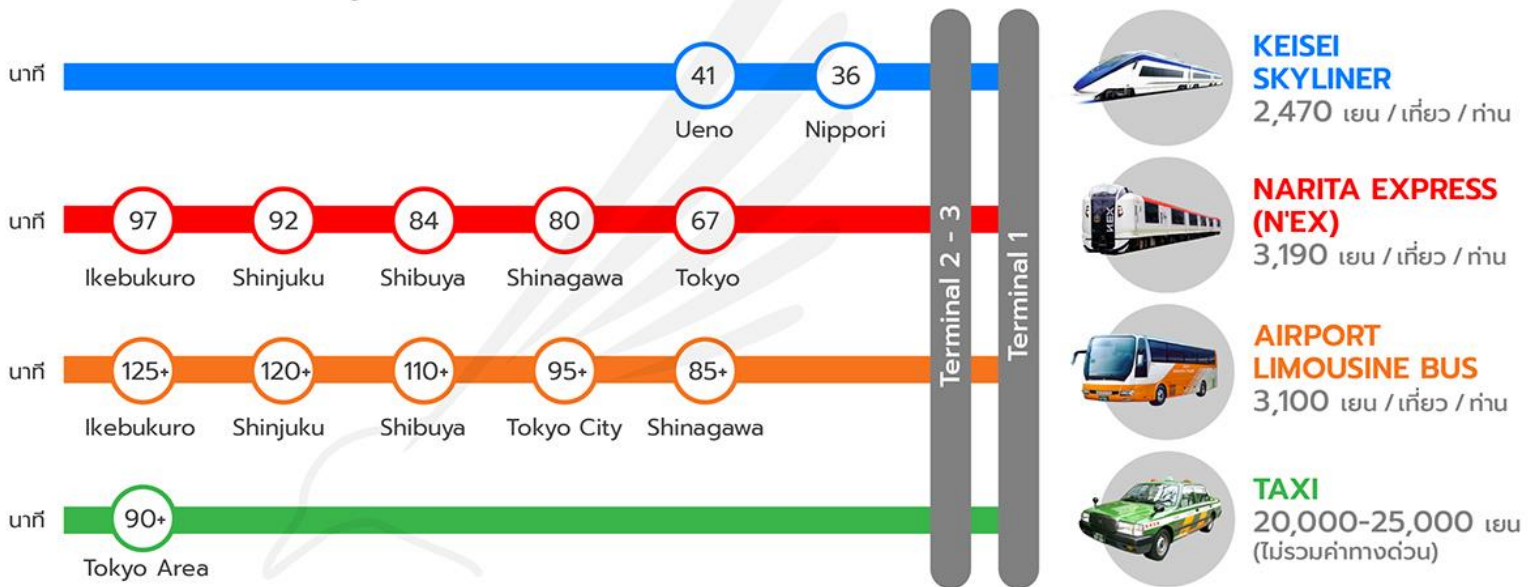 นาที
41
36
Ueno
Nippori
KEISEI
SKYLINER
2,470 เยน / เที่ยว / ท่าน
นาที
97
92
84
80
67
Ikebukuro
Shinjuku
Shibuya
Shinagawa
Tokyo
NARITA EXPRESS
(N'EX)
3,190 เยน / เที่ยว / ท่าน
Terminal 2 - 3
Terminal 1
นาที
125+
120+
110+
95+
85+
Ikebukuro
Shinjuku
Shibuya
Tokyo City
Shinagawa
AIRPORT
LIMOUSINE BUS
3,100 เยน / เที่ยว / ท่าน
นาที
90+
Tokyo Area
TAXI
20,000-25,000 เยน
(ไม่รวมค่าทางด่วน)